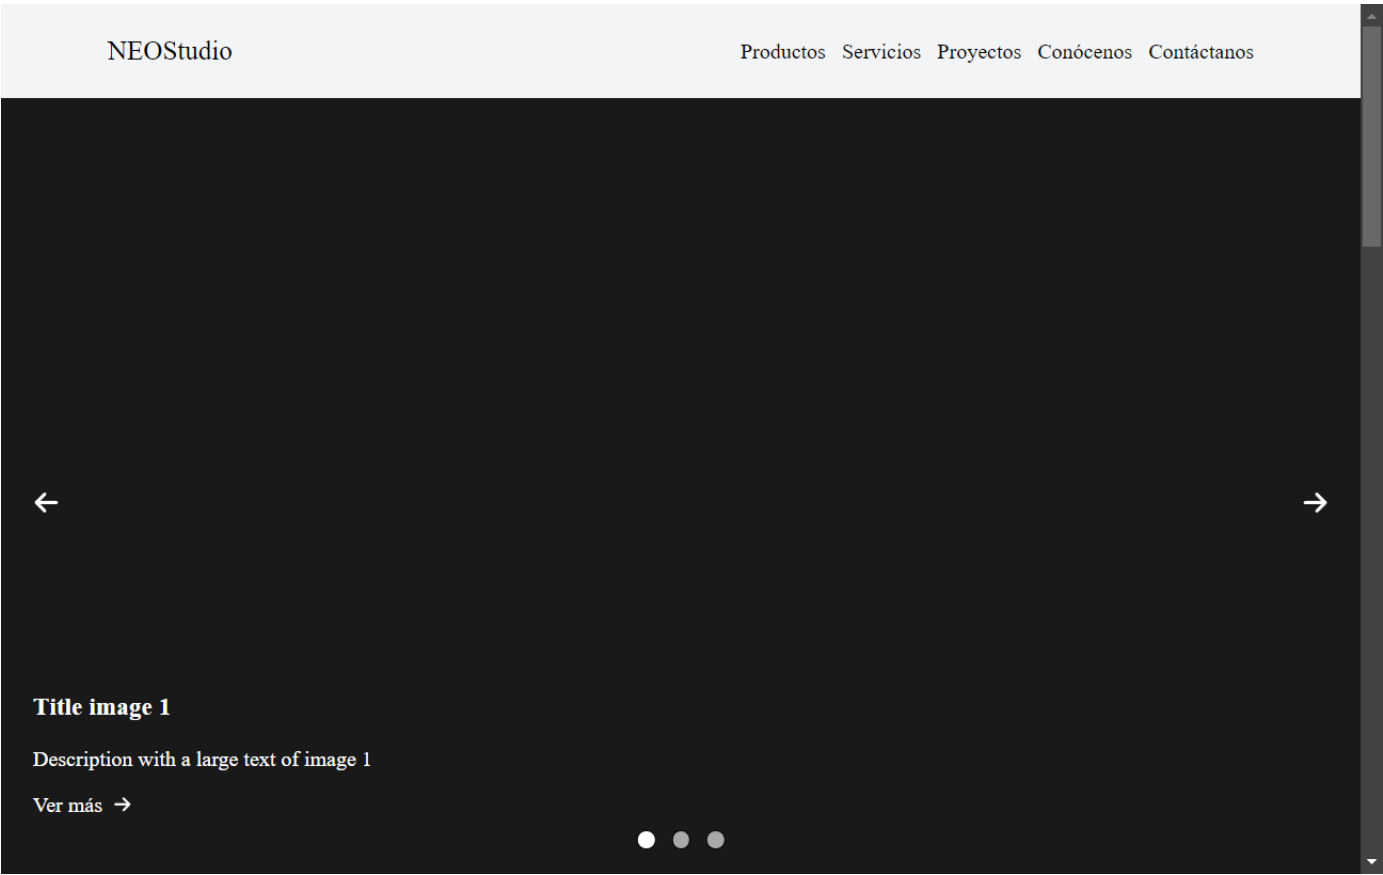 NEOStudio
Productos Servicios Proyectos Conócenos Contáctanos
Title image 1
Description with a large text of image 1
Ver más →